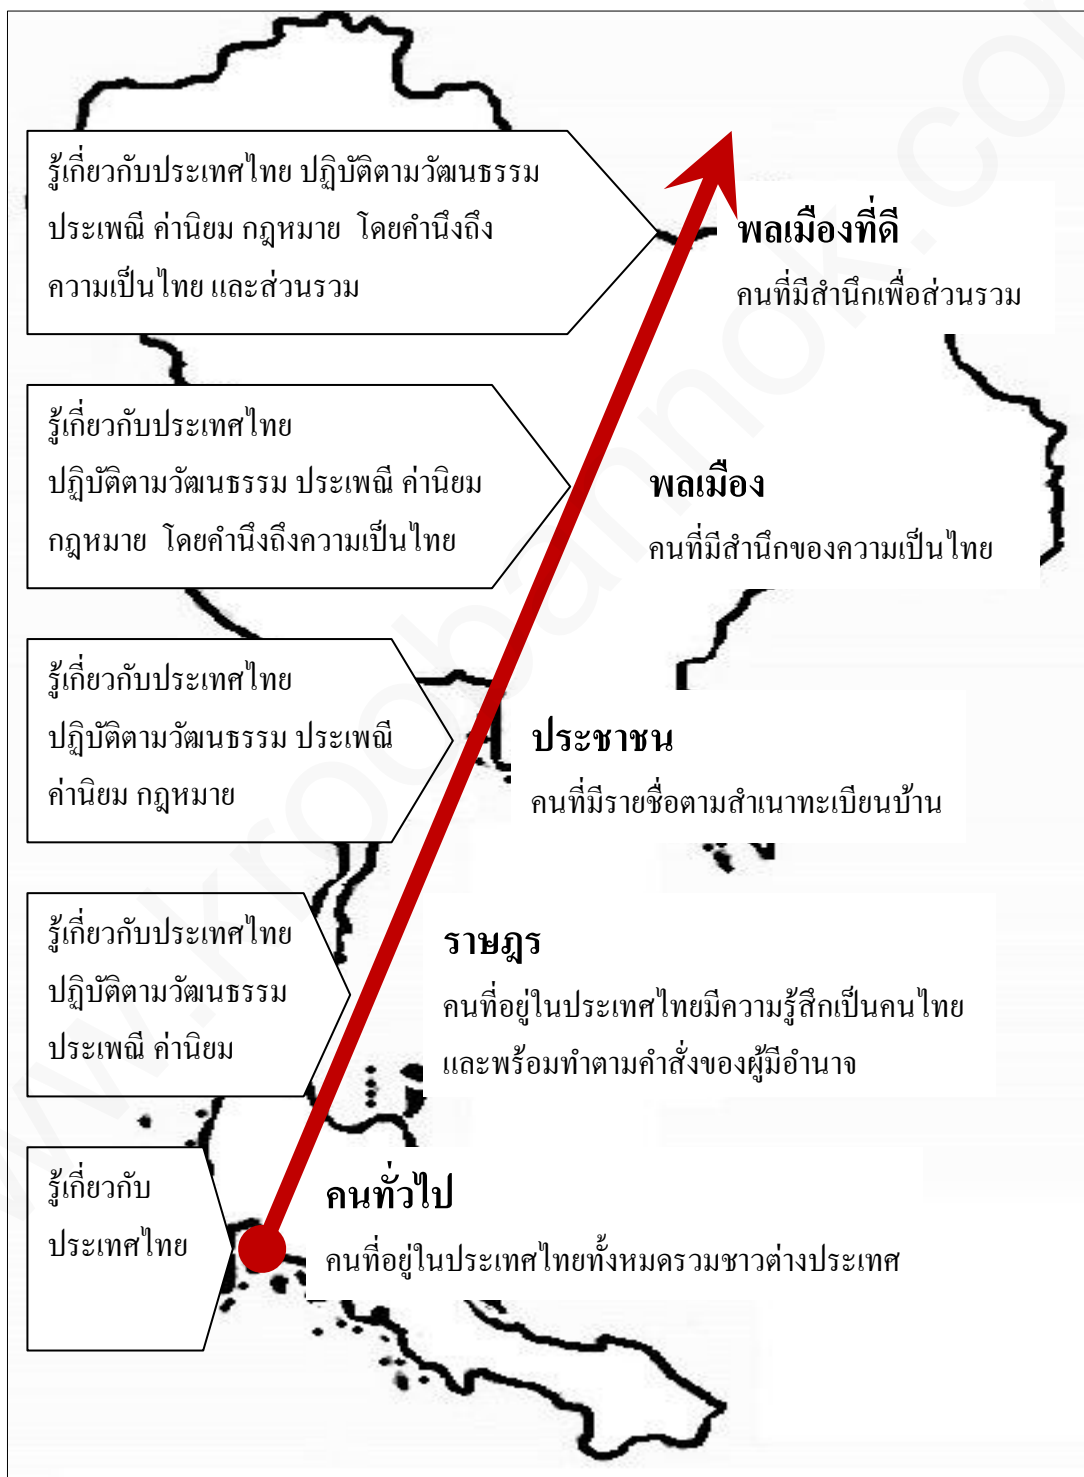 รู้เกี่ยวกับประเทศไทย ปฏิบัติตามวัฒนธรรม
ประเพณี ค่านิยม กฎหมาย โดยคำนึงถึง
ความเป็นไทย และส่วนรวม
พลเมืองที่ดี
คนที่มีสำนึกเพื่อส่วนรวม
รู้เกี่ยวกับประเทศไทย
ปฏิบัติตามวัฒนธรรม ประเพณี ค่านิยม
กฎหมาย โดยคำนึงถึงความเป็นไทย
พลเมือง
คนที่มีสำนึกของความเป็นไทย
รู้เกี่ยวกับประเทศไทย
ปฏิบัติตามวัฒนธรรม ประเพณี
ค่านิยม กฎหมาย
ประชาชน
คนที่มีรายชื่อตามสำเนาทะเบียนบ้าน
รู้เกี่ยวกับประเทศไทย
ปฏิบัติตามวัฒนธรรม
ประเพณี ค่านิยม
ราษฎร
คนที่อยู่ในประเทศไทยมีความรู้สึกเป็นคนไทย
และพร้อมทำตามคำสั่งของผู้มีอำนาจ
รู้เกี่ยวกับ
ประเทศไทย
คนทั่วไป
คนที่อยู่ในประเทศไทยทั้งหมดรวมชาวต่างประเทศ